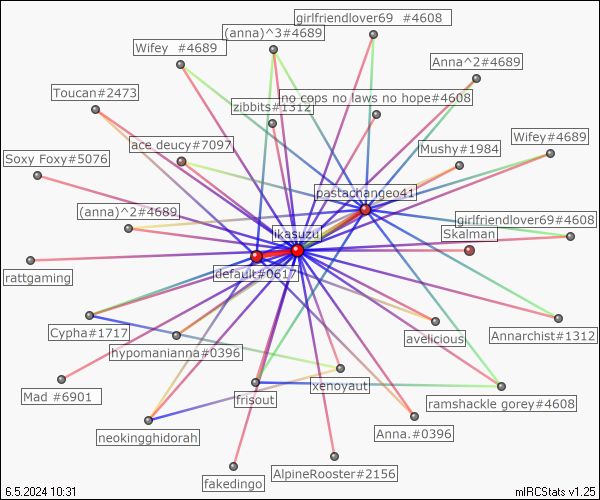 girlfriendlover69  #4608
(anna)^3#4689
Wifey  #4689
Anna^2#4689
Toucan#2473
no cops no laws no hope#4608
zibbits#1312
ace deucy#7097
Mushy#1984
Wifey#4689
Soxy Foxy#5076
pastachangeo41
(anna)^2#4689
girlfriendlover69#4608
ikasuzu
Skalman
rattgaming
default#0617
Cypha#1717
hypomanianna#0396
avelicious
Annarchist#1312
Mad #6901
xenoyaut
frisout
ramshackle gorey#4608
neokingghidorah
Anna.#0396
fakedingo
AlpineRooster#2156
6.5.2024 10:31
mIRCStats v1.25